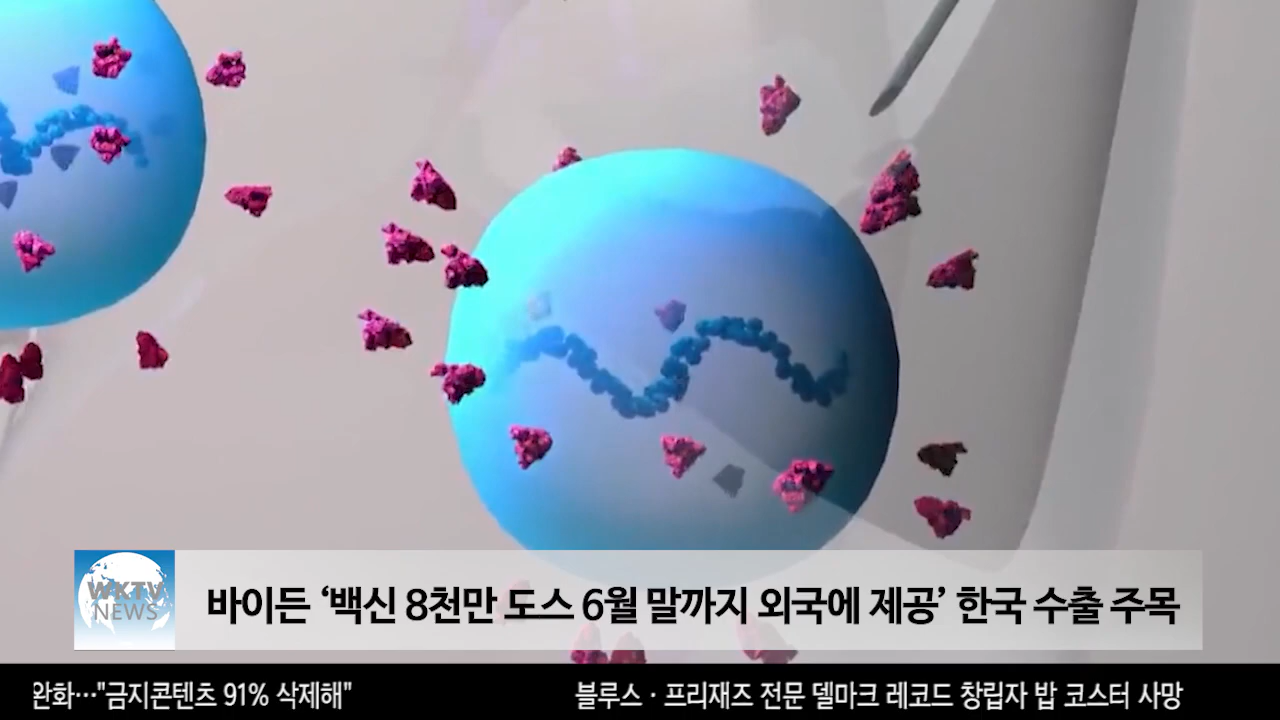 WKTV
NEWS
바이든 ‘백신 8천만 도스 6월 말까지 외국에 제공’ 한국 수출 주목
완화…"금지콘텐츠 91% 삭제해" 블루스 · 프리재즈 전문 델마크 레코드 창립자 밥 코스터 사망